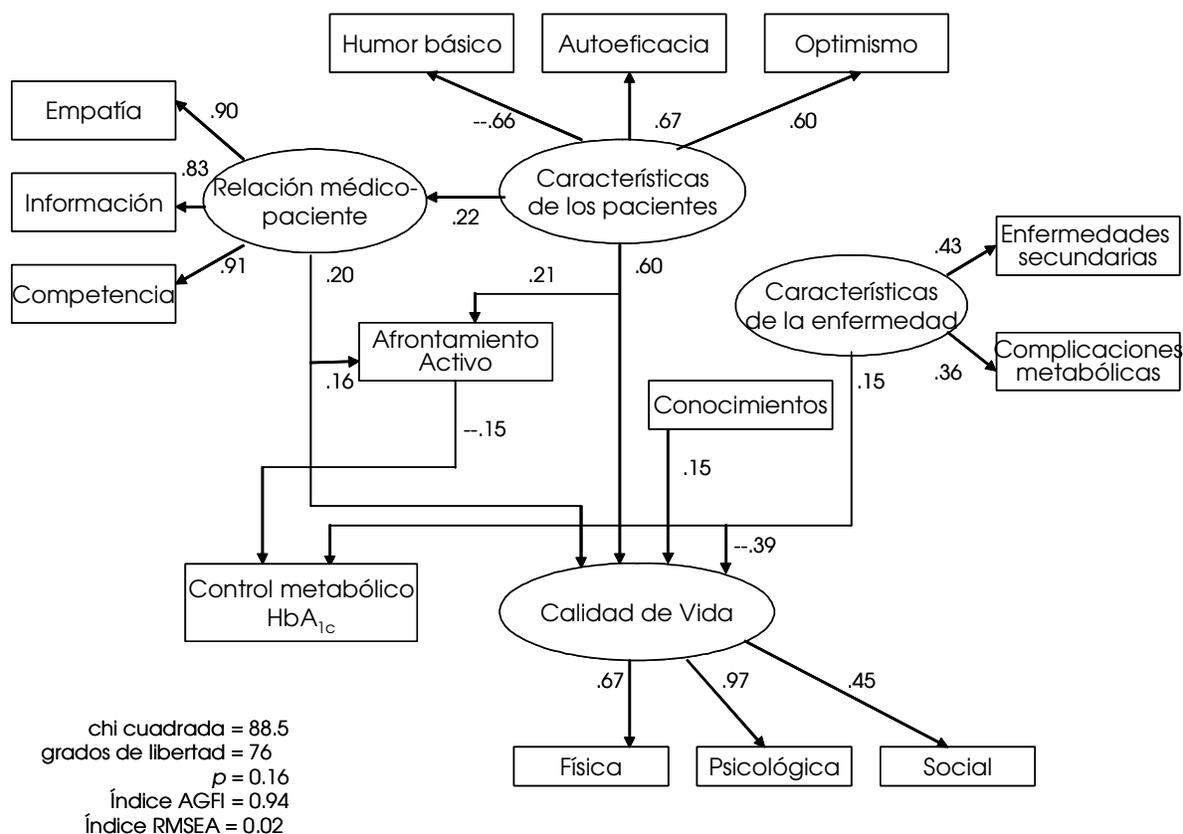 Humor básico
Autoeficacia
Optimismo
Empatía
.90
--.66
.67
.60
.83
Información
Relación médico-
paciente
Características
de los pacientes
.22
.91
Competencia
.20
.21
.60
Enfermedades
secundarias
.43
Características
de la enfermedad
Complicaciones
metabólicas
.36
.15
Afrontamiento
Activo
.16
Conocimientos
--.15
.15
--.39
Control metabólico
HbA1c
Calidad de Vida
.67
.97
.45
Física
Psicológica
Social
chi cuadrada = 88.5
grados de libertad = 76
p = 0.16
Índice AGFI = 0.94
Índice RMSEA = 0.02